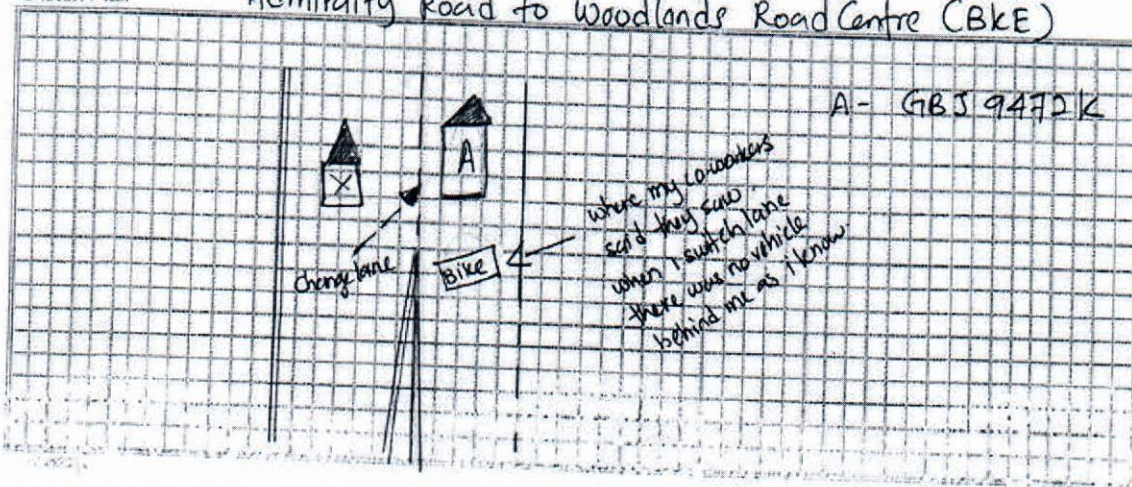 Admiralty Road to Woodlands Road Centre (BKE)
A - GBJ 9472K
A
X
where my coworkers
said they saw.
when I switch lane
there was no vehicle
behind me as i know
change lane
Bike